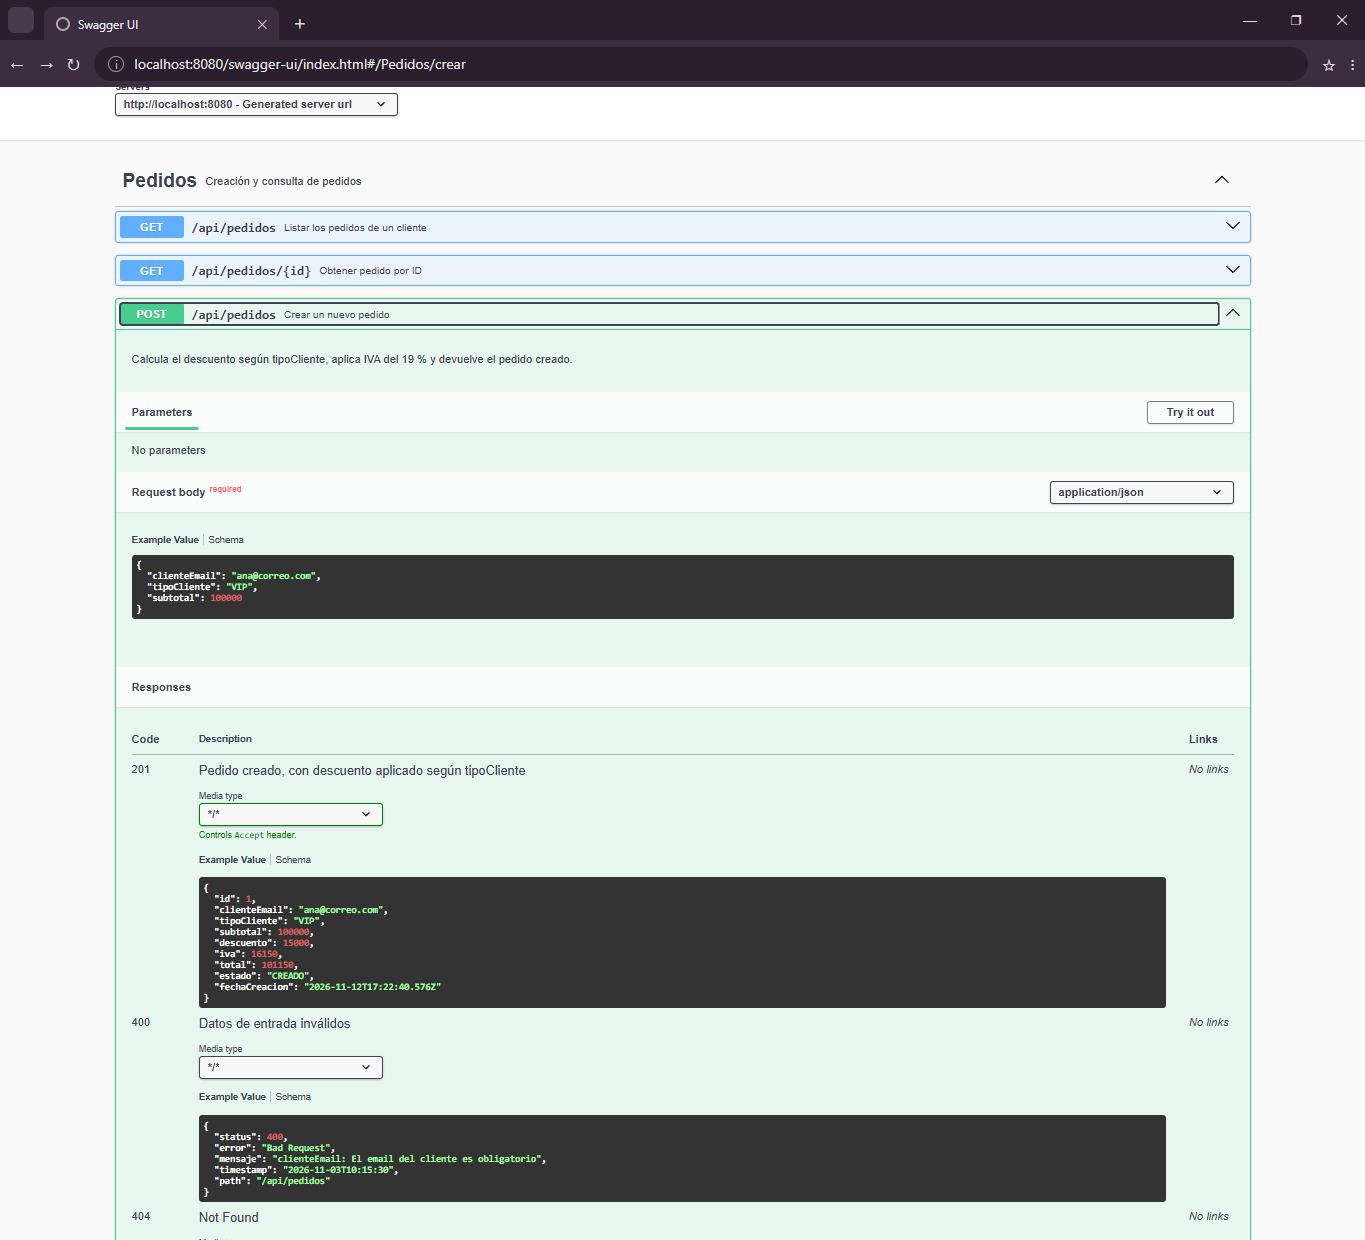 Swagger UI
localhost:8080/swagger-ui/index.html#/Pedidos/crear
Servers
http://localhost:8080 - Generated server url
Pedidos Creación y consulta de pedidos
GET /api/pedidos Listar los pedidos de un cliente
GET /api/pedidos/{id} Obtener pedido por ID
POST /api/pedidos Crear un nuevo pedido
Calcula el descuento según tipoCliente, aplica IVA del 19 % y devuelve el pedido creado.
Parameters Try it out
No parameters
Request body required application/json
Example Value Schema
{
"clienteEmail": "ana@correo.com",
"tipoCliente": "VIP",
"subtotal": 100000
}
Responses
Code Description Links
201 Pedido creado, con descuento aplicado según tipoCliente No links
Media type
*/*
Controls Accept header.
Example Value Schema
{
"id": 1,
"clienteEmail": "ana@correo.com",
"tipoCliente": "VIP",
"subtotal": 100000,
"descuento": 15000,
"iva": 16150,
"total": 101150,
"estado": "CREADO",
"fechaCreacion": "2026-11-12T17:22:40.576Z"
}
400 Datos de entrada inválidos No links
Media type
*/*
Example Value Schema
{
"status": 400,
"error": "Bad Request",
"mensaje": "clienteEmail: El email del cliente es obligatorio",
"timestamp": "2026-11-03T10:15:30",
"path": "/api/pedidos"
}
404 Not Found No links